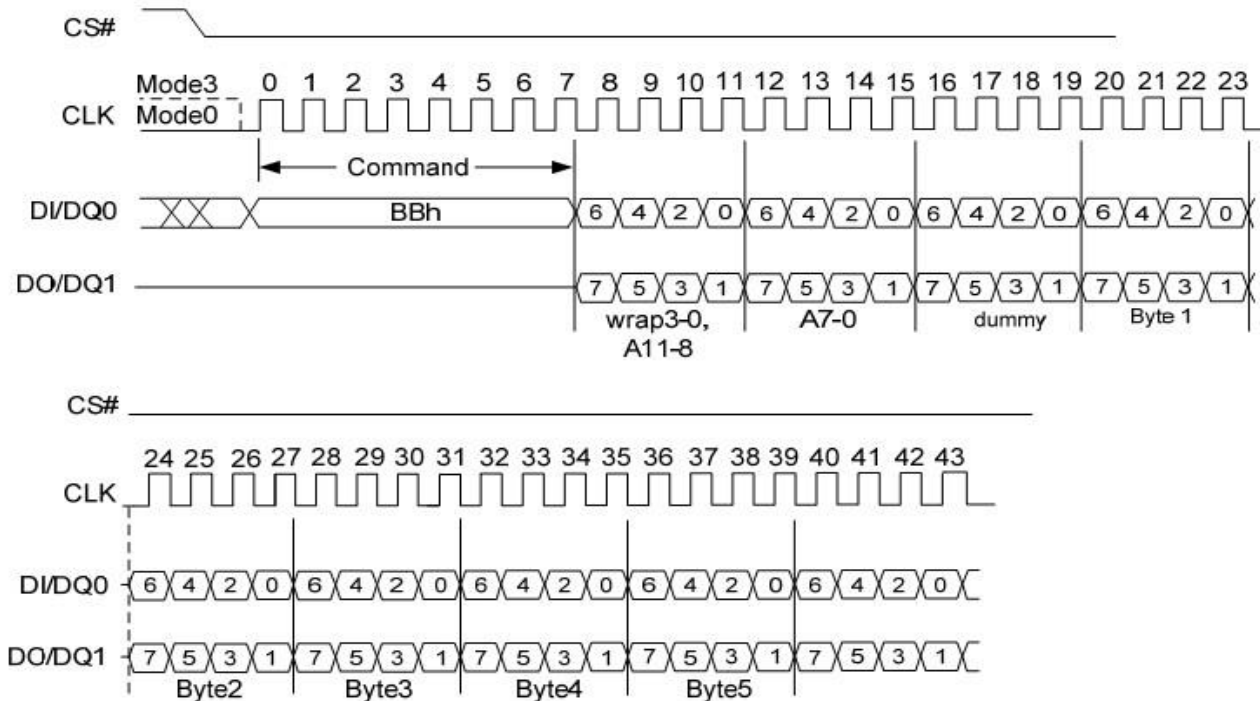 CS#
Mode3 0 1 2 3 4 5 6 7 8 9 10 11 12 13 14 15 16 17 18 19 20 21 22 23
CLK Mode0
Command
DI/DQ0 BBh 6 4 2 0 6 4 2 0 6 4 2 0 6 4 2 0
DO/DQ1 7 5 3 1 7 5 3 1 7 5 3 1 7 5 3 1
wrap3-0, A7-0 dummy Byte 1
A11-8
CS#
24 25 26 27 28 29 30 31 32 33 34 35 36 37 38 39 40 41 42 43
CLK
DI/DQ0 6 4 2 0 6 4 2 0 6 4 2 0 6 4 2 0 6 4 2 0
DO/DQ1 7 5 3 1 7 5 3 1 7 5 3 1 7 5 3 1 7 5 3 1
Byte2 Byte3 Byte4 Byte5